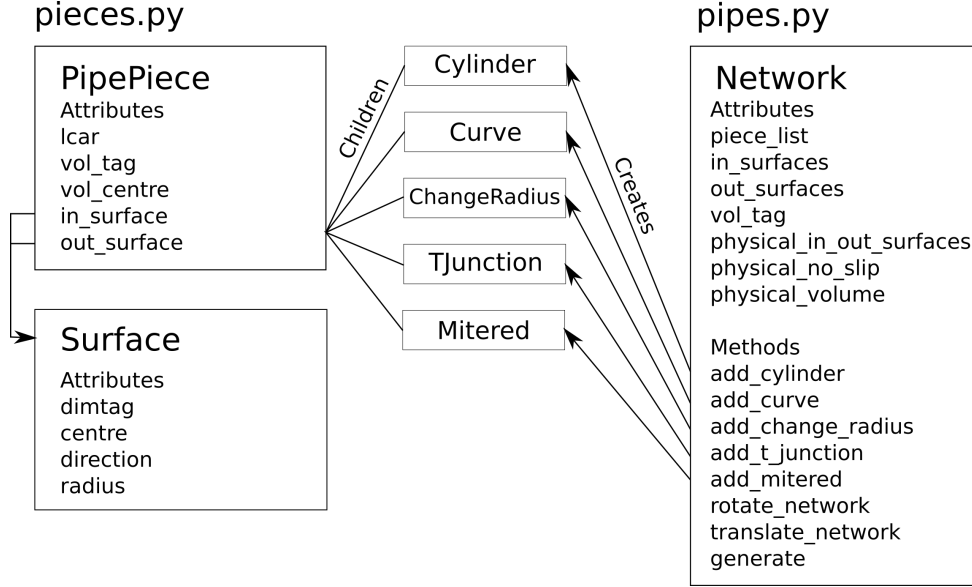 pieces.py
PipePiece
Attributes
lcar
vol_tag
vol_centre
in_surface
out_surface
Surface
Attributes
dimtag
centre
direction
radius
Children
Cylinder
Curve
ChangeRadius
TJunction
Mitered
Creates
pipes.py
Network
Attributes
piece_list
in_surfaces
out_surfaces
vol_tag
physical_in_out_surfaces
physical_no_slip
physical_volume
Methods
add_cylinder
add_curve
add_change_radius
add_t_junction
add_mitered
rotate_network
translate_network
generate